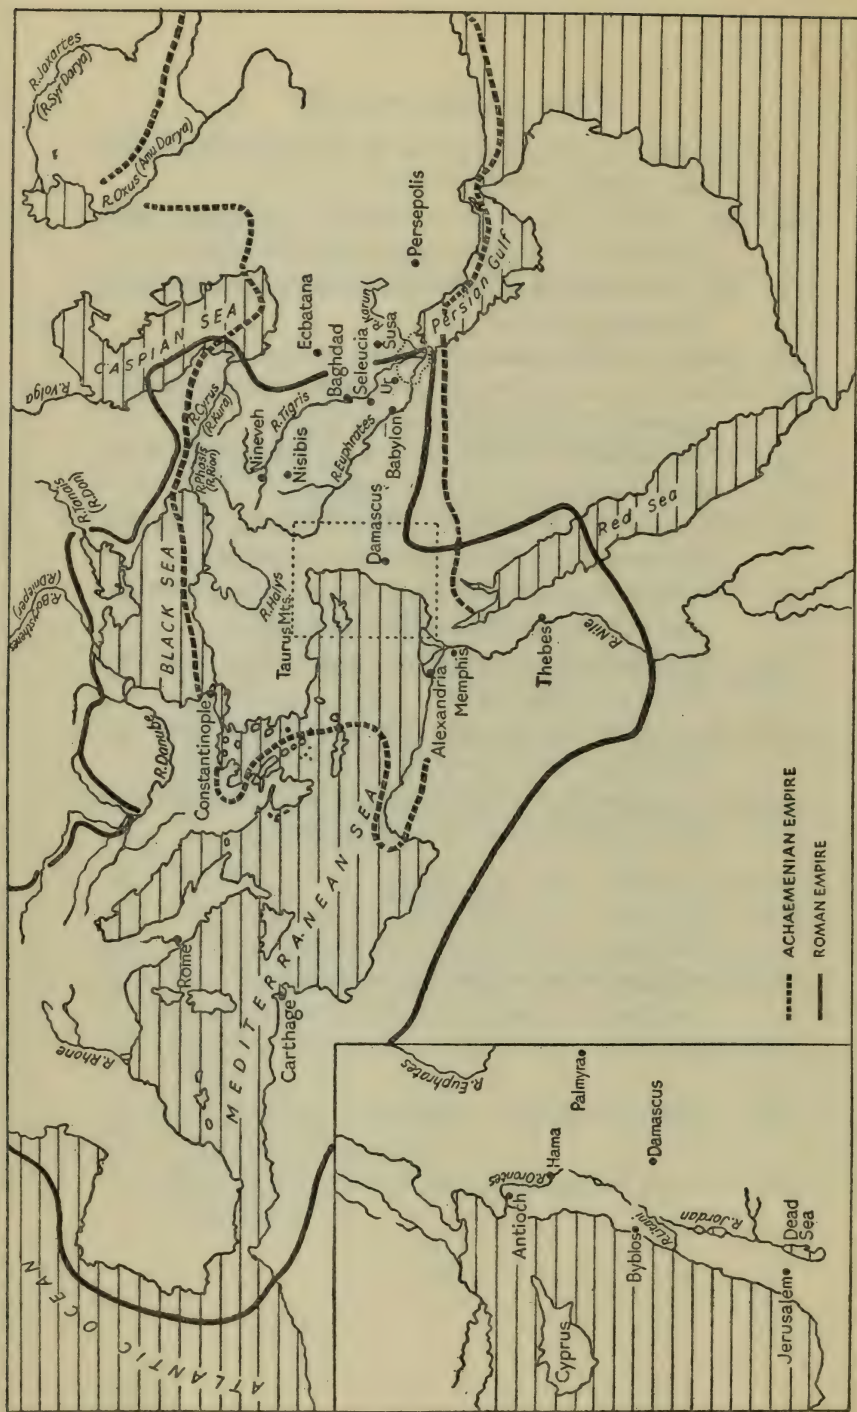 ATLANTIC
OCEAN
R.Rhone
Rome
Carthage
MEDITERRANEAN SEA
R.Danube
Constantinople
BLACK SEA
R.Borysthenes
(R.Dnieper)
R.Tanais
(R.Don)
R.Volga
CASPIAN SEA
R.Jaxartes
(R.Syr Darya)
R.Oxus (Amu Darya)
R.Phasis
(R.Rion)
R.Cyrus
(R.Kura)
R.Halys
Taurus Mts.
Nineveh
Nisibis
R.Tigris
R.Euphrates
Ecbatana
Baghdad
Seleucia
R. Karun
Susa
Ur
Babylon
Persepolis
Persian Gulf
Damascus
Alexandria
Memphis
Thebes
R.Nile
Red Sea
ACHAEMENIAN EMPIRE
ROMAN EMPIRE
R.Euphrates
Antioch
R.Orontes
Hama
Palmyra
Cyprus
Byblos
R.Litani
Damascus
R.Jordan
Jerusalem
Dead
Sea